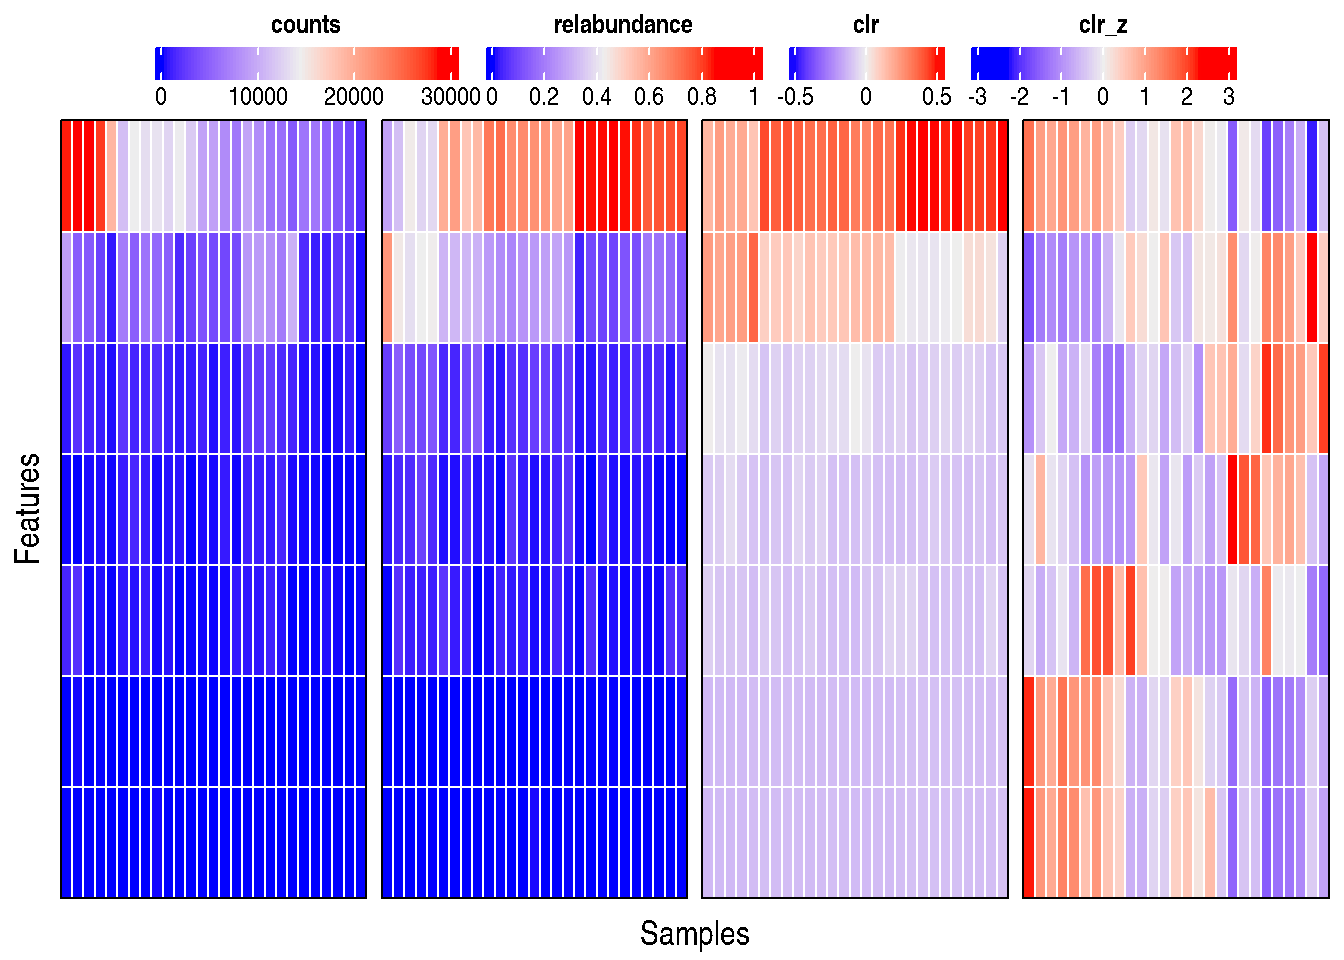 counts relabundance clr clr_z
0 10000 20000 30000 0 0.2 0.4 0.6 0.8 1 -0.5 0 0.5 -3 -2 -1 0 1 2 3
Features
Samples